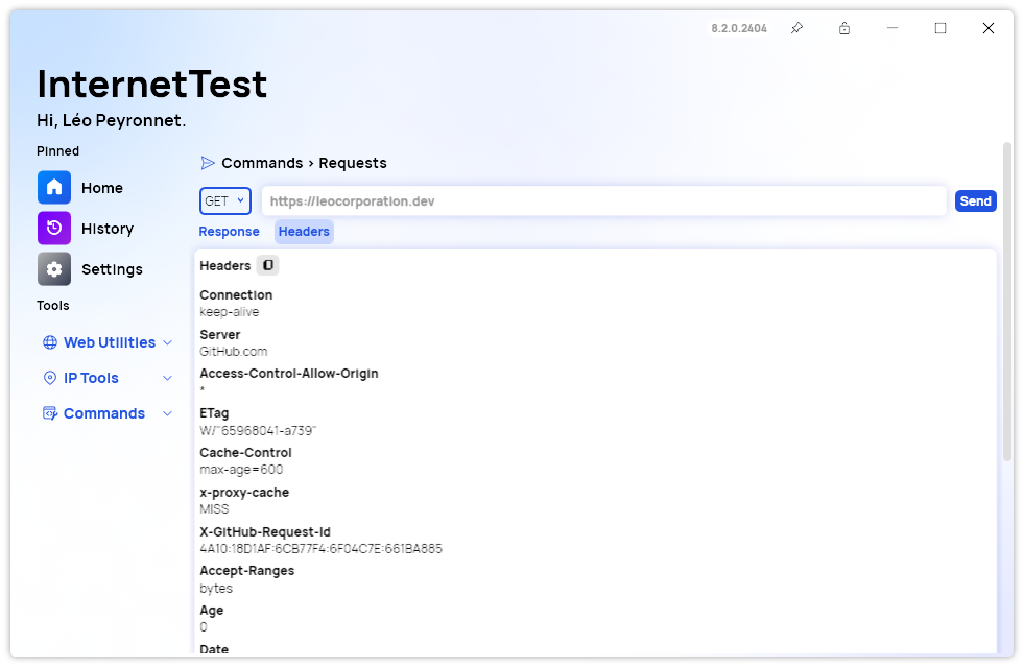 8.2.0.2404
InternetTest
Hi, Léo Peyronnet.
Pinned
Home
History
Settings
Tools
Web Utilities
IP Tools
Commands
Commands › Requests
GET
https://leocorporation.dev
Send
Response
Headers
Headers
Connection
keep-alive
Server
GitHub.com
Access-Control-Allow-Origin
*
ETag
W/"65968041-a739"
Cache-Control
max-age=600
x-proxy-cache
MISS
X-GitHub-Request-Id
4A10:18D1AF:6CB77F4:6F04C7E:661BA885
Accept-Ranges
bytes
Age
0
Date